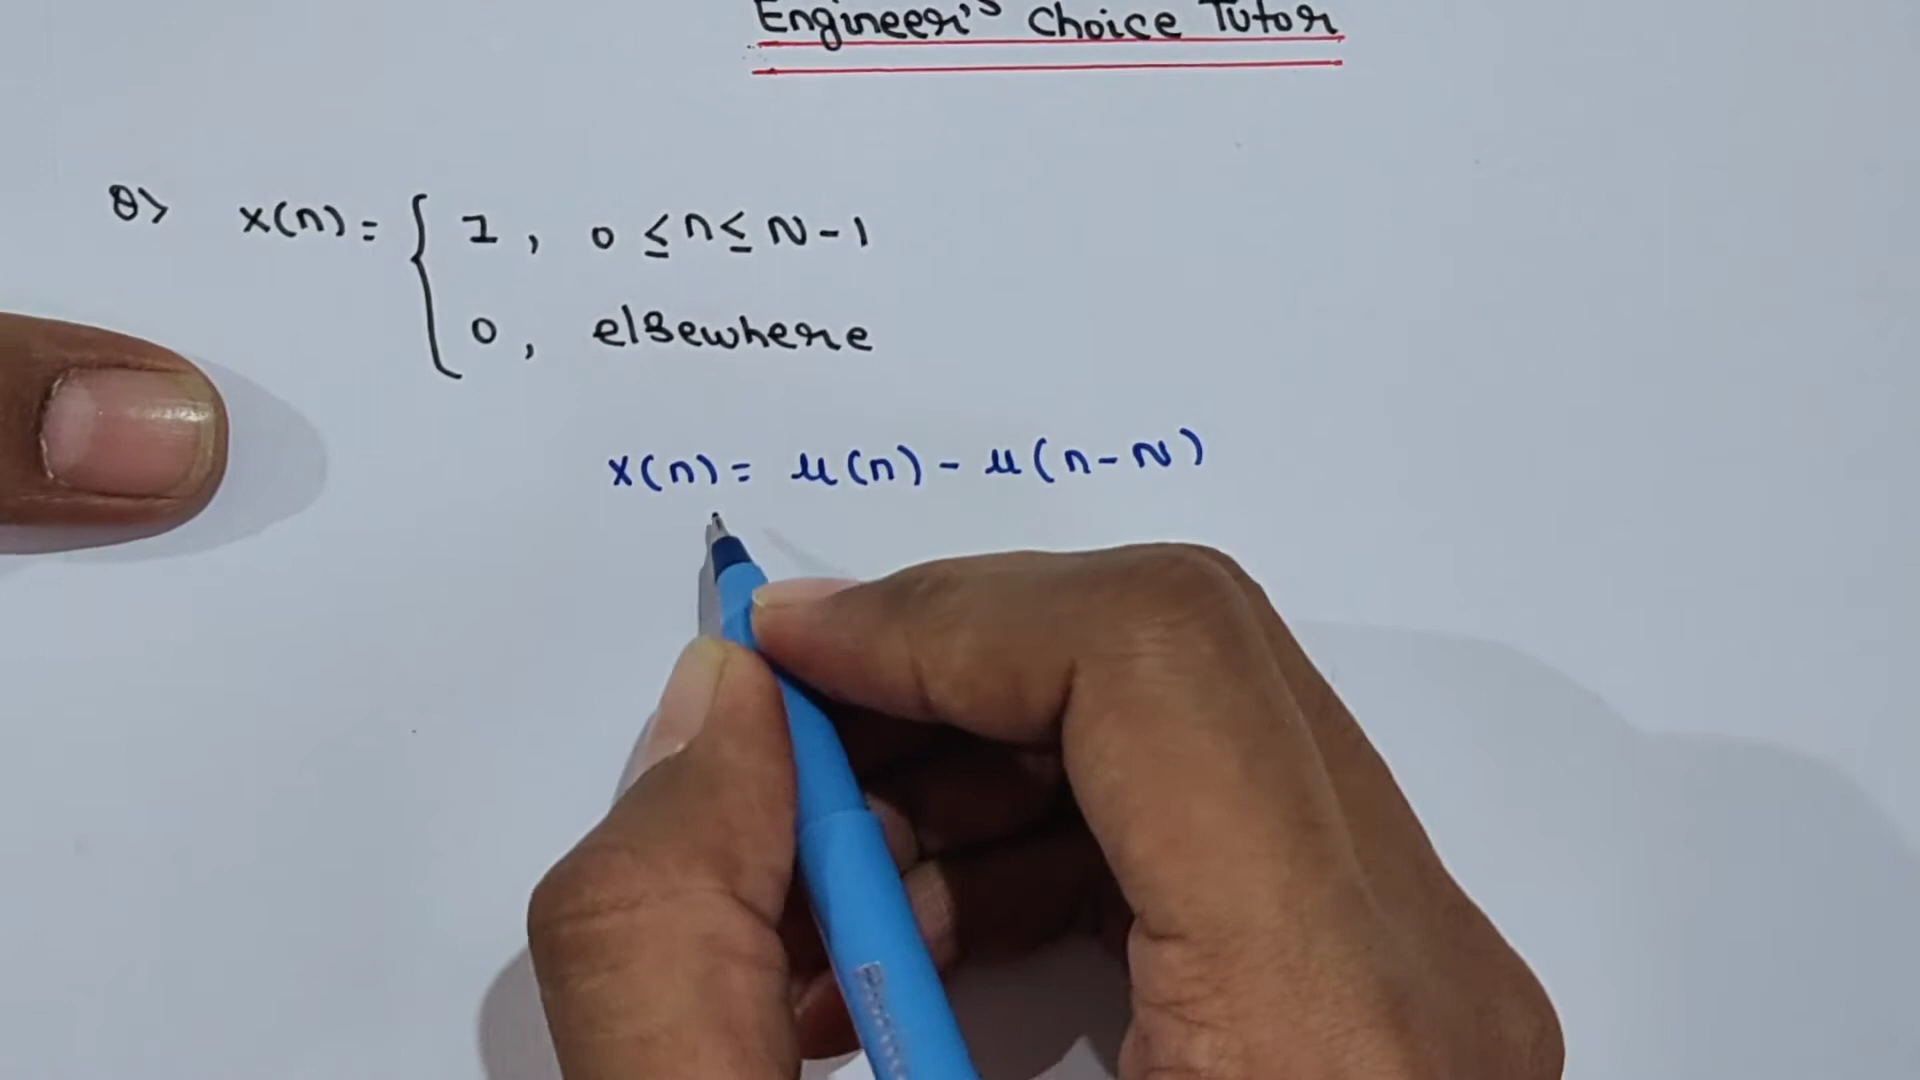 Engineer's Choice Tutor
Q> x(n) = { 1 , 0 ≤ n ≤ N-1
0 , elsewhere
x(n) = u(n) - u(n-N)